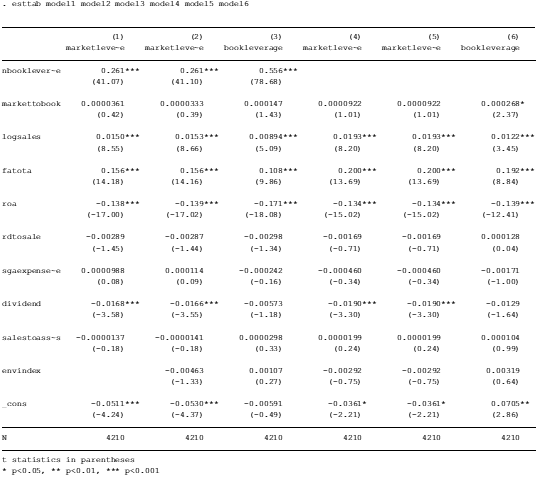 . esttab model1 model2 model3 model4 model5 model6
(1) (2) (3) (4) (5) (6)
marketleve~e marketleve~e bookleverage marketleve~e marketleve~e bookleverage
nbooklever~e 0.261*** 0.261*** 0.556***
(41.07) (41.10) (78.68)
markettobook 0.0000361 0.0000333 0.000147 0.0000922 0.0000922 0.000268*
(0.42) (0.39) (1.43) (1.01) (1.01) (2.37)
logsales 0.0150*** 0.0153*** 0.00894*** 0.0193*** 0.0193*** 0.0122***
(8.55) (8.66) (5.09) (8.20) (8.20) (3.45)
fatota 0.156*** 0.156*** 0.108*** 0.200*** 0.200*** 0.192***
(14.18) (14.16) (9.86) (13.69) (13.69) (8.84)
roa -0.138*** -0.139*** -0.171*** -0.134*** -0.134*** -0.139***
(-17.00) (-17.02) (-18.08) (-15.02) (-15.02) (-12.41)
rdtosale -0.00289 -0.00287 -0.00298 -0.00169 -0.00169 0.000128
(-1.45) (-1.44) (-1.34) (-0.71) (-0.71) (0.04)
sgaexpense~e 0.0000988 0.000114 -0.000242 -0.000460 -0.000460 -0.00171
(0.08) (0.09) (-0.16) (-0.34) (-0.34) (-1.00)
dividend -0.0168*** -0.0166*** -0.00573 -0.0190*** -0.0190*** -0.0129
(-3.58) (-3.55) (-1.18) (-3.30) (-3.30) (-1.64)
salestoass~s -0.0000137 -0.0000141 0.0000298 0.0000199 0.0000199 0.000104
(-0.18) (-0.18) (0.33) (0.24) (0.24) (0.99)
envindex -0.00463 0.00107 -0.00292 -0.00292 0.00319
(-1.33) (0.27) (-0.75) (-0.75) (0.64)
_cons -0.0511*** -0.0530*** -0.00591 -0.0361* -0.0361* 0.0705**
(-4.24) (-4.37) (-0.49) (-2.21) (-2.21) (2.86)
N 4210 4210 4210 4210 4210 4210
t statistics in parentheses
* p<0.05, ** p<0.01, *** p<0.001